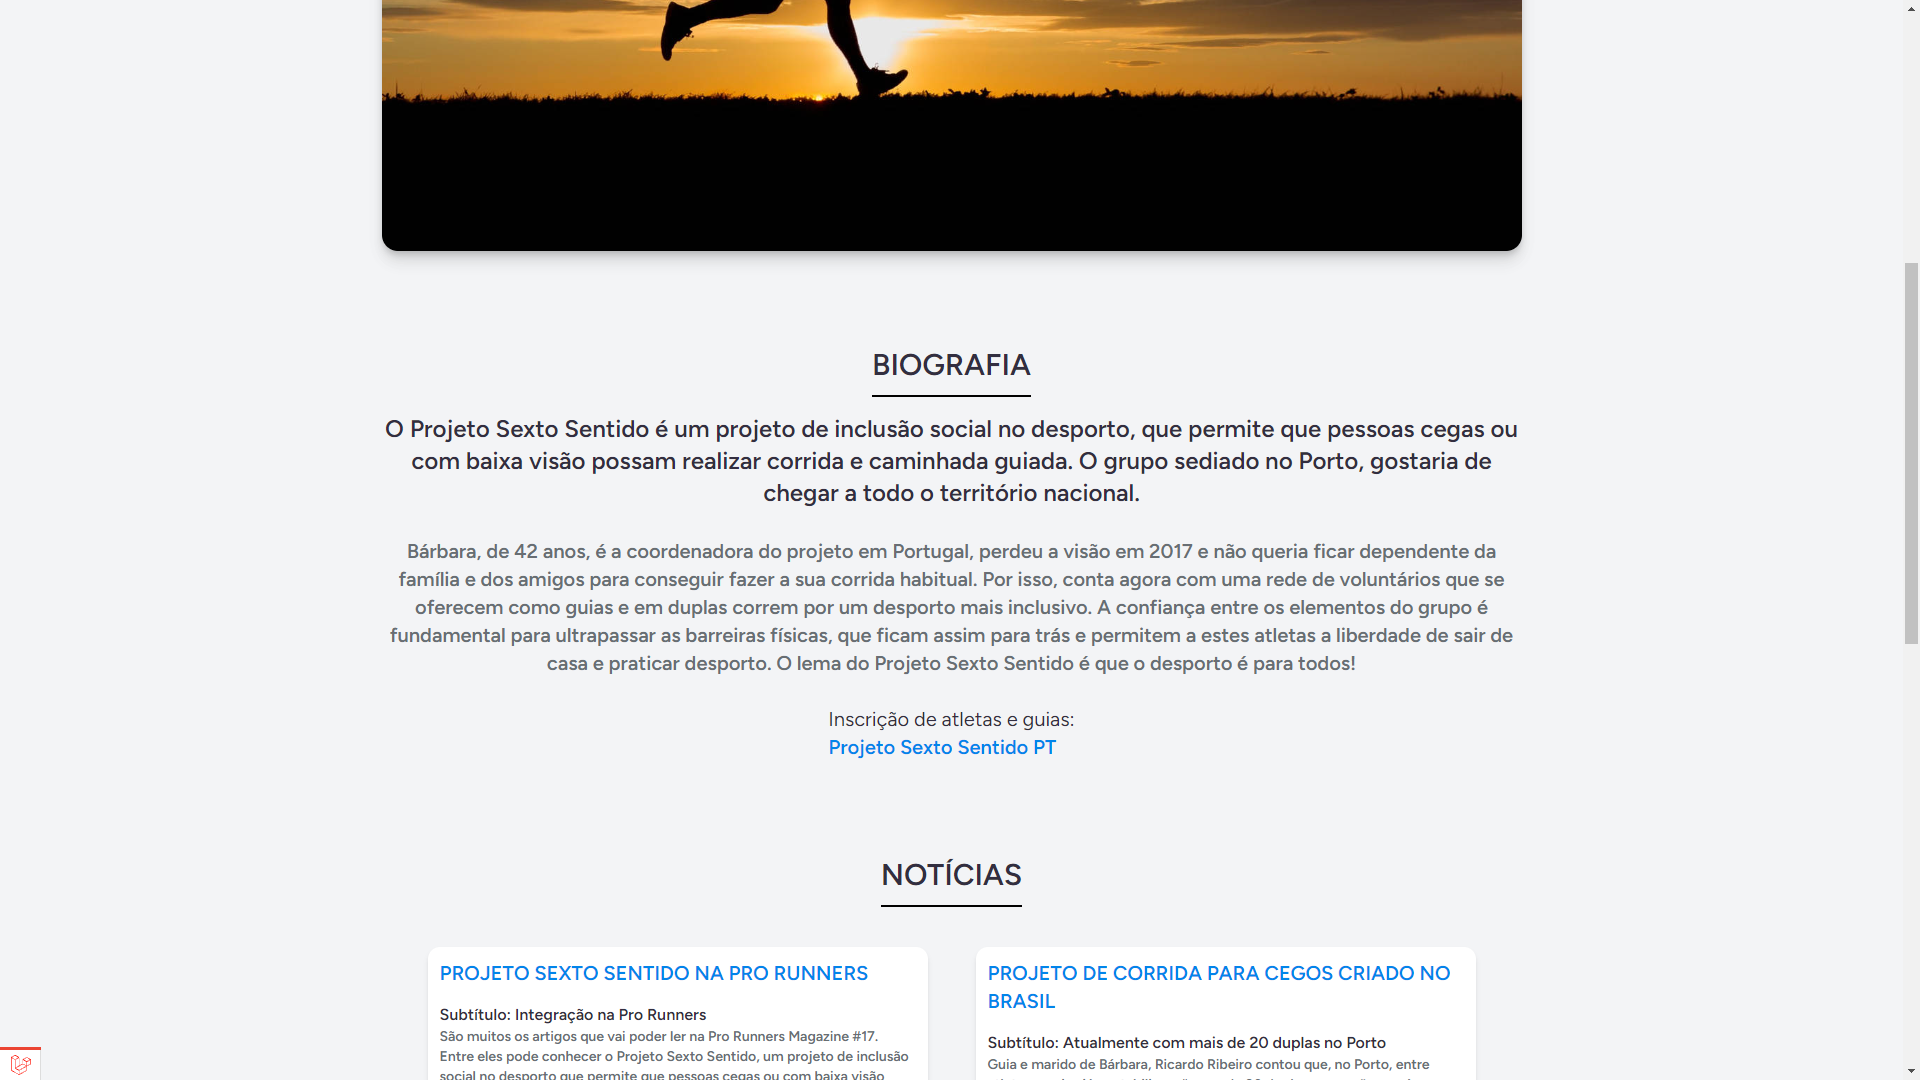 BIOGRAFIA
O Projeto Sexto Sentido é um projeto de inclusão social no desporto, que permite que pessoas cegas ou
com baixa visão possam realizar corrida e caminhada guiada. O grupo sediado no Porto, gostaria de
chegar a todo o território nacional.
Bárbara, de 42 anos, é a coordenadora do projeto em Portugal, perdeu a visão em 2017 e não queria ficar dependente da
família e dos amigos para conseguir fazer a sua corrida habitual. Por isso, conta agora com uma rede de voluntários que se
oferecem como guias e em duplas correm por um desporto mais inclusivo. A confiança entre os elementos do grupo é
fundamental para ultrapassar as barreiras físicas, que ficam assim para trás e permitem a estes atletas a liberdade de sair de
casa e praticar desporto. O lema do Projeto Sexto Sentido é que o desporto é para todos!
Inscrição de atletas e guias:
Projeto Sexto Sentido PT
NOTÍCIAS
PROJETO SEXTO SENTIDO NA PRO RUNNERS
Subtítulo: Integração na Pro Runners
São muitos os artigos que vai poder ler na Pro Runners Magazine #17.
Entre eles pode conhecer o Projeto Sexto Sentido, um projeto de inclusão
social no desporto que permite que pessoas cegas ou com baixa visão
PROJETO DE CORRIDA PARA CEGOS CRIADO NO
BRASIL
Subtítulo: Atualmente com mais de 20 duplas no Porto
Guia e marido de Bárbara, Ricardo Ribeiro contou que, no Porto, entre